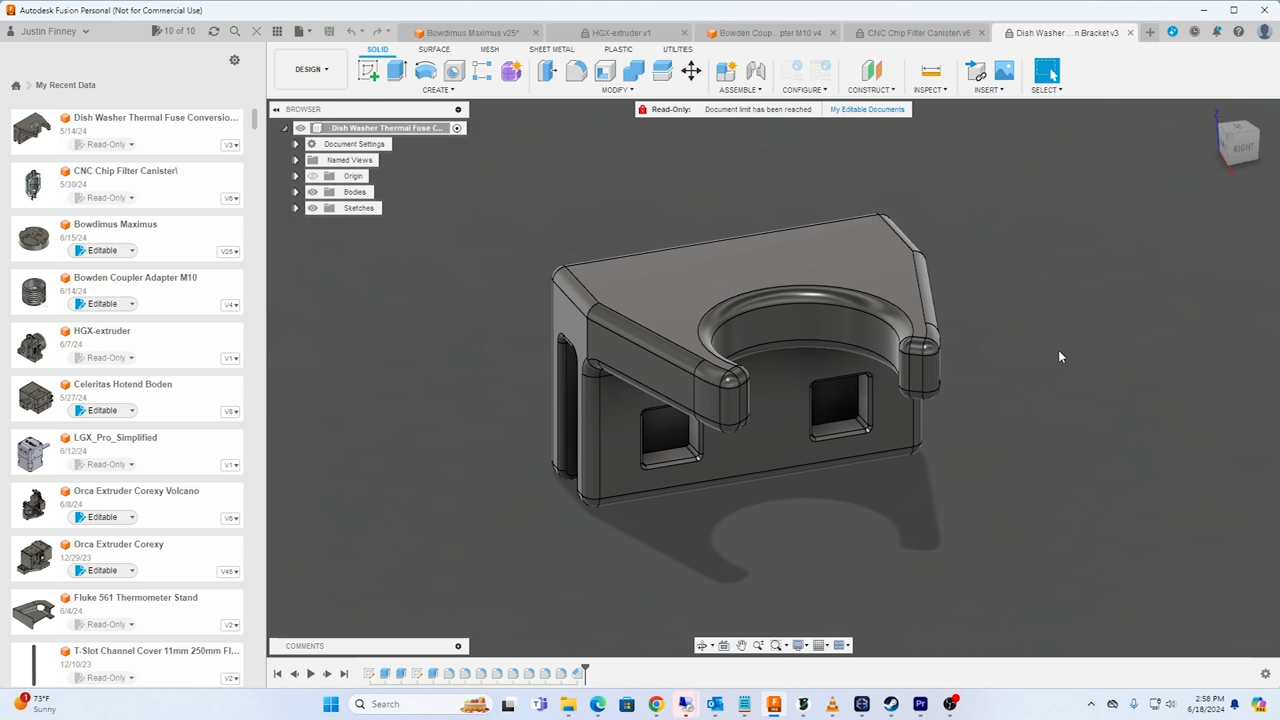 Autodesk Fusion Personal (Not for Commercial Use)
Justin Finney
10 of 10
Bowdimus Maximus v25*
HGX-extruder v1
Bowden Coup...pter M10 v4
CNC Chip Filter Canister\ v6
Dish Washer ...n Bracket v3
SOLID
SURFACE
MESH
SHEET METAL
PLASTIC
UTILITIES
DESIGN
CREATE
MODIFY
ASSEMBLE
CONFIGURE
CONSTRUCT
INSPECT
INSERT
SELECT
My Recent Data
BROWSER
Read-Only: Document limit has been reached My Editable Documents
Dish Washer Thermal Fuse C...
Document Settings
Named Views
Origin
Bodies
Sketches
Z
RIGHT
Dish Washer Thermal Fuse Conversio...
5/14/24
Read-Only
V3
CNC Chip Filter Canister\
5/30/24
Read-Only
V6
Bowdimus Maximus
6/15/24
Editable
V25
Bowden Coupler Adapter M10
6/14/24
Editable
V4
HGX-extruder
6/7/24
Read-Only
V1
Celeritas Hotend Boden
5/27/24
Editable
V8
LGX_Pro_Simplified
6/12/24
Read-Only
V1
Orca Extruder Corexy Volcano
6/8/24
Editable
V6
Orca Extruder Corexy
12/29/23
Editable
V45
Fluke 561 Thermometer Stand
6/4/24
Read-Only
V2
T-Slot Channel Cover 11mm 250mm Fl...
12/10/23
Read-Only
V2
COMMENTS
1
73°F
Sunny
Search
2:58 PM
6/18/2024